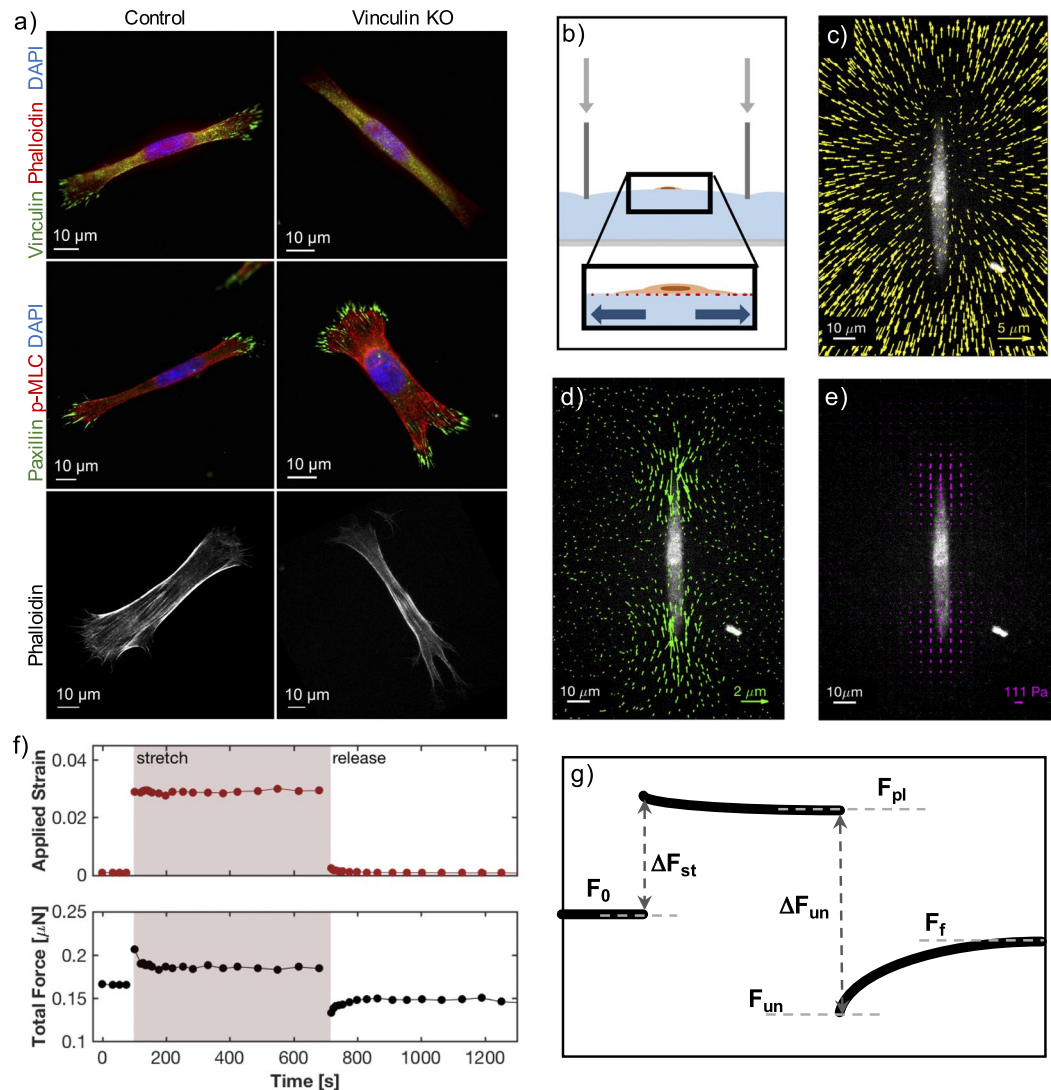 a)
Control
Vinculin KO
Vinculin Phalloidin DAPI
10 µm
10 µm
Paxillin p-MLC DAPI
10 µm
10 µm
Phalloidin
10 µm
10 µm
b)
c)
10 µm
5 µm
d)
10 µm
2 µm
e)
10µm
111 Pa
f)
stretch
release
Applied Strain
0.04
0.02
0
Total Force [µN]
0.25
0.2
0.15
0.1
0
200
400
600
800
1000
1200
Time [s]
g)
F0
ΔFst
Fpl
ΔFun
Ff
Fun